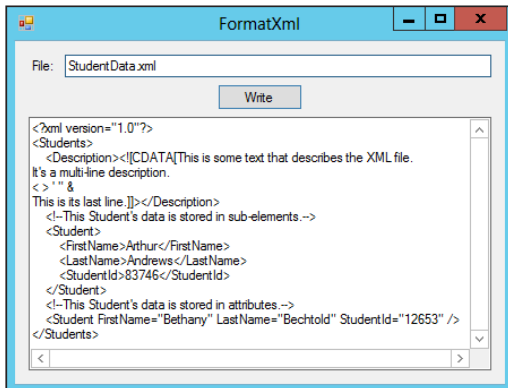 FormatXml
File: StudentData.xml
Write
<?xml version="1.0"?>
<Students>
<Description><![CDATA[This is some text that describes the XML file.
It's a multi-line description.
< > ' " &
This is its last line.]]></Description>
<!--This Student's data is stored in sub-elements.-->
<Student>
<FirstName>Arthur</FirstName>
<LastName>Andrews</LastName>
<StudentId>83746</StudentId>
</Student>
<!--This Student's data is stored in attributes.-->
<Student FirstName="Bethany" LastName="Bechtold" StudentId="12653" />
</Students>